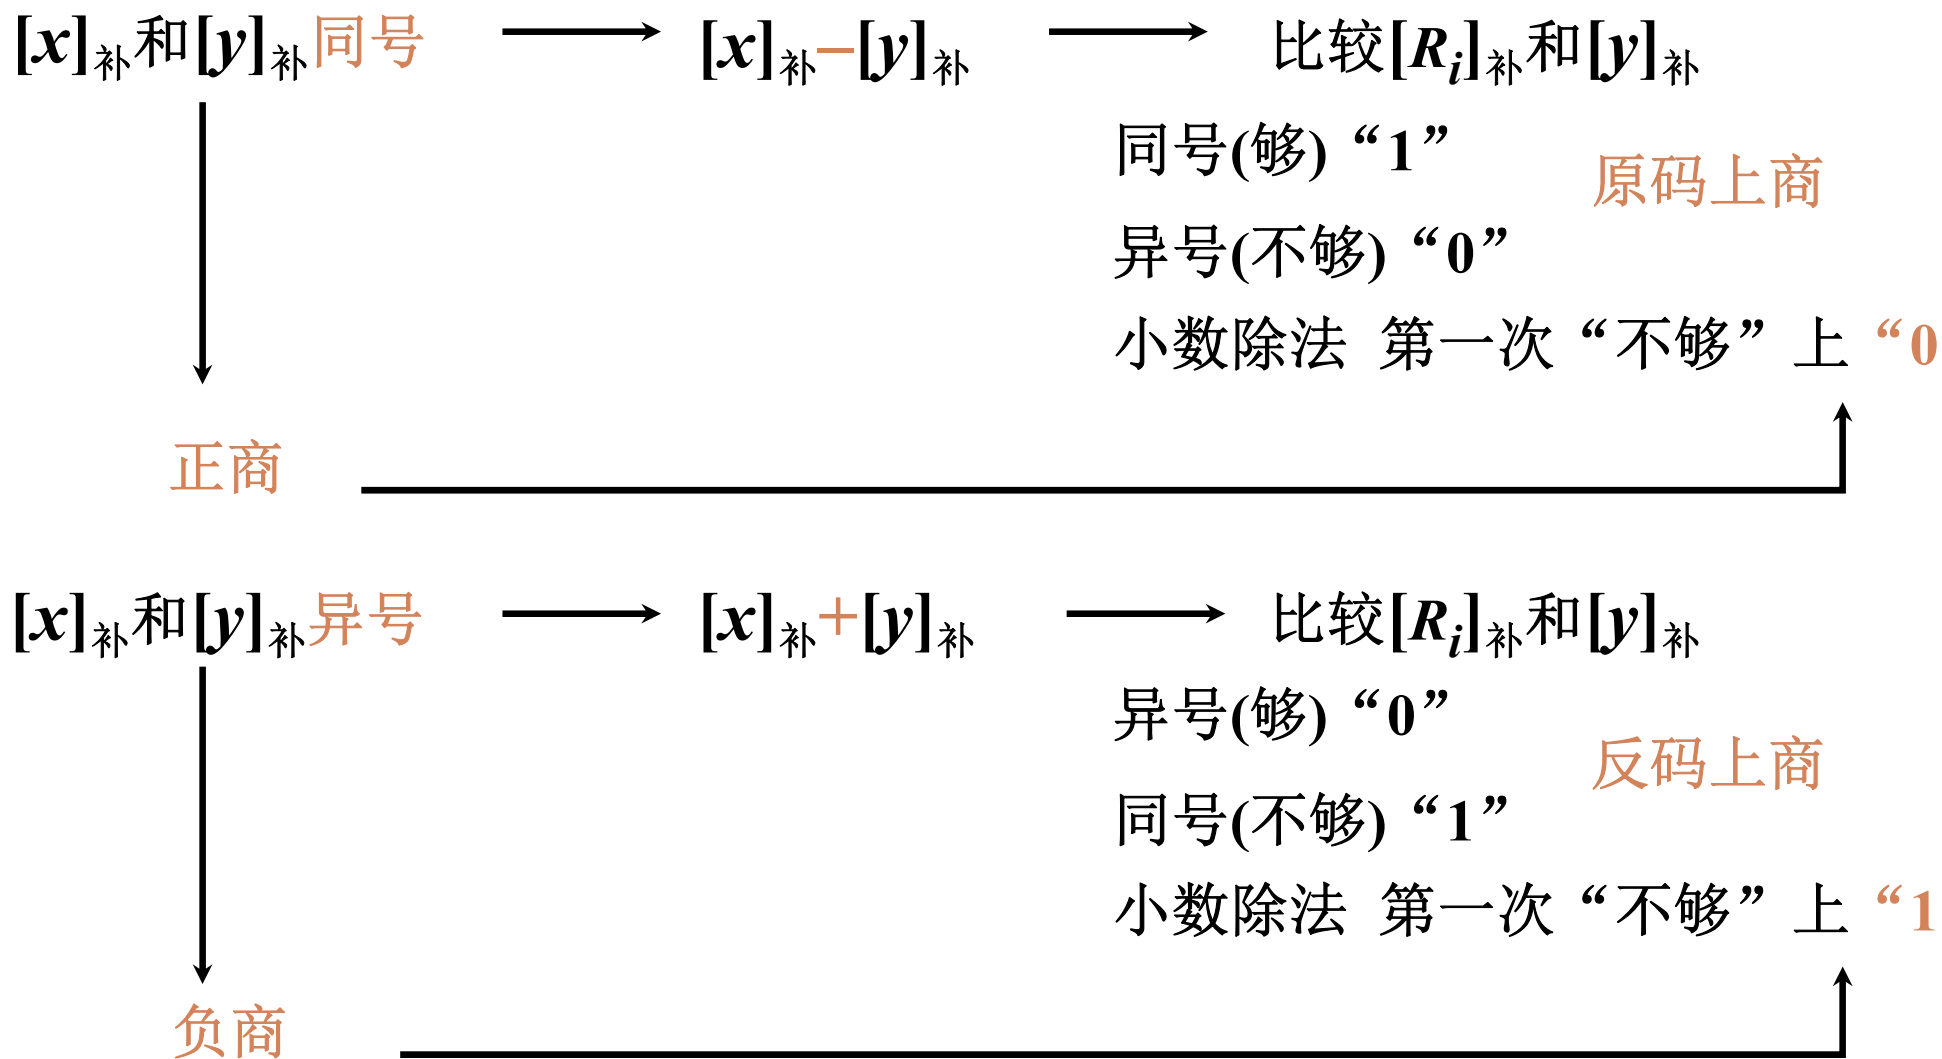 [x]补和[y]补同号 [x]补−[y]补 比较[Ri]补和[y]补
同号(够)“1”
原码上商
异号(不够)“0”
小数除法 第一次“不够”上“0
正商
[x]补和[y]补异号 [x]补+[y]补 比较[Ri]补和[y]补
异号(够)“0”
反码上商
同号(不够)“1”
小数除法 第一次“不够”上“1
负商